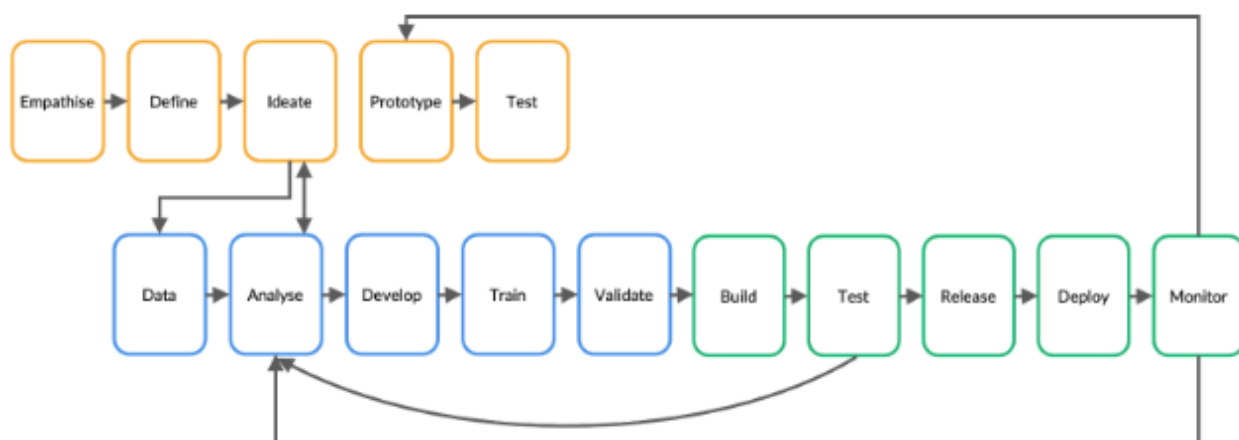 Empathise
Define
Ideate
Prototype
Test
Data
Analyse
Develop
Train
Validate
Build
Test
Release
Deploy
Monitor